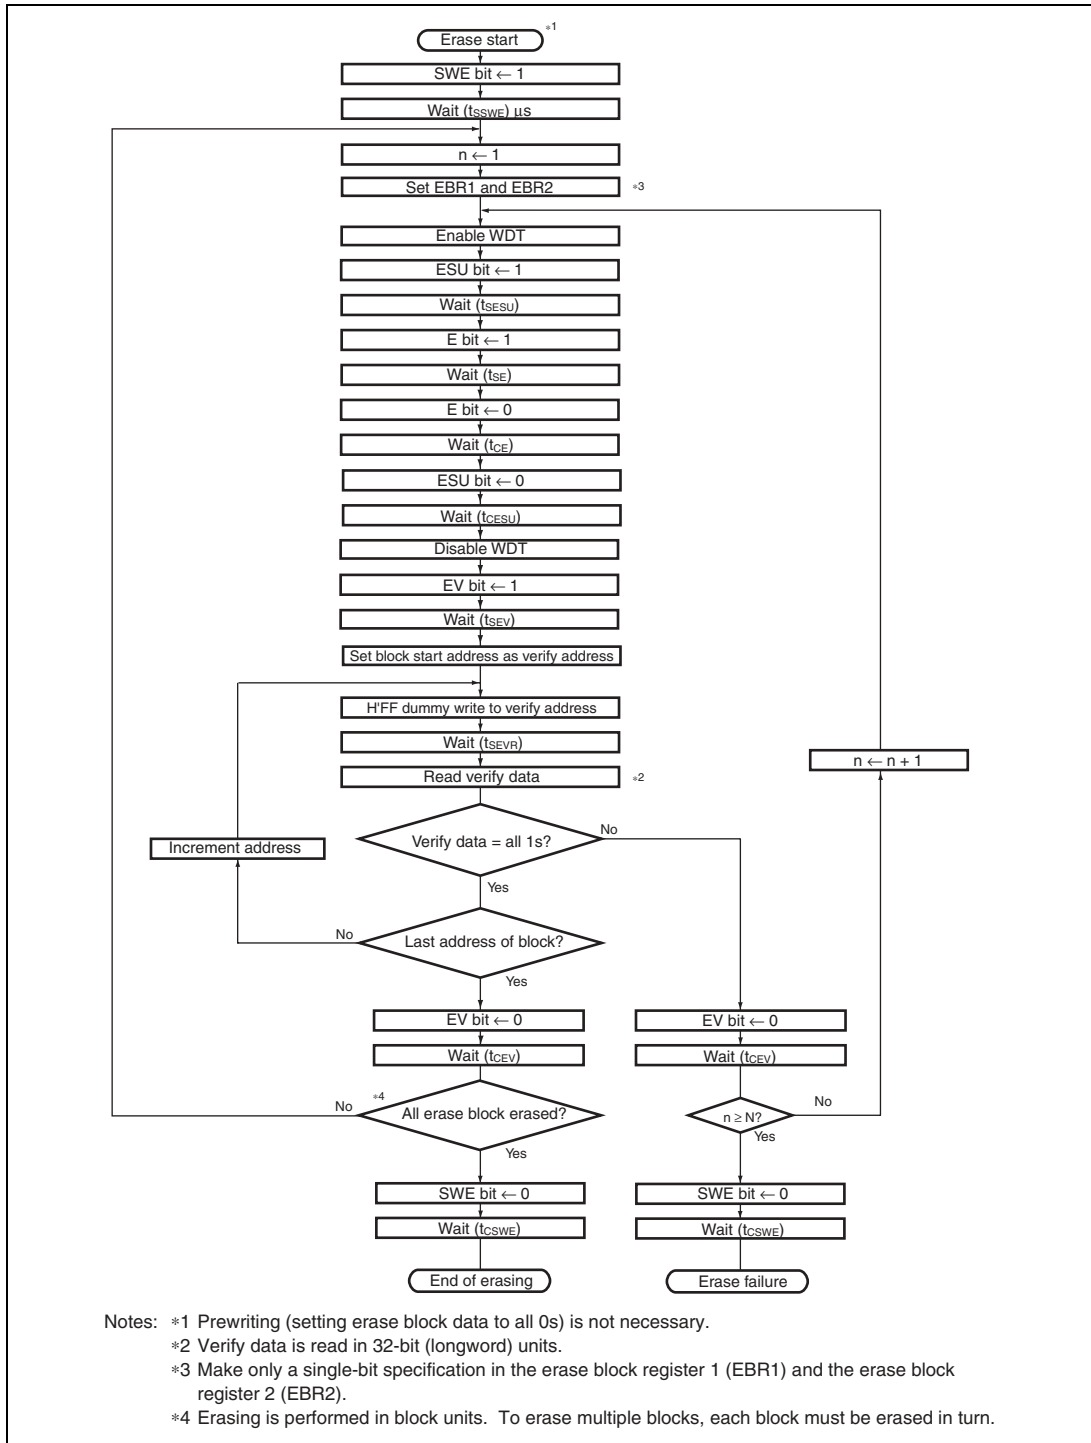 Erase start *1
SWE bit ← 1
Wait (tSSWE) μs
n ← 1
Set EBR1 and EBR2 *3
Enable WDT
ESU bit ← 1
Wait (tSESU)
E bit ← 1
Wait (tSE)
E bit ← 0
Wait (tCE)
ESU bit ← 0
Wait (tCESU)
Disable WDT
EV bit ← 1
Wait (tSEV)
Set block start address as verify address
H'FF dummy write to verify address
Wait (tSEVR)
n ← n + 1
Read verify data *2
Verify data = all 1s?
No
Increment address
Yes
Last address of block?
No
Yes
EV bit ← 0
EV bit ← 0
Wait (tCEV)
Wait (tCEV)
*4
No
All erase block erased?
n ≥ N?
No
Yes
Yes
SWE bit ← 0
SWE bit ← 0
Wait (tCSWE)
Wait (tCSWE)
End of erasing
Erase failure
Notes: *1 Prewriting (setting erase block data to all 0s) is not necessary.
*2 Verify data is read in 32-bit (longword) units.
*3 Make only a single-bit specification in the erase block register 1 (EBR1) and the erase block
register 2 (EBR2).
*4 Erasing is performed in block units. To erase multiple blocks, each block must be erased in turn.